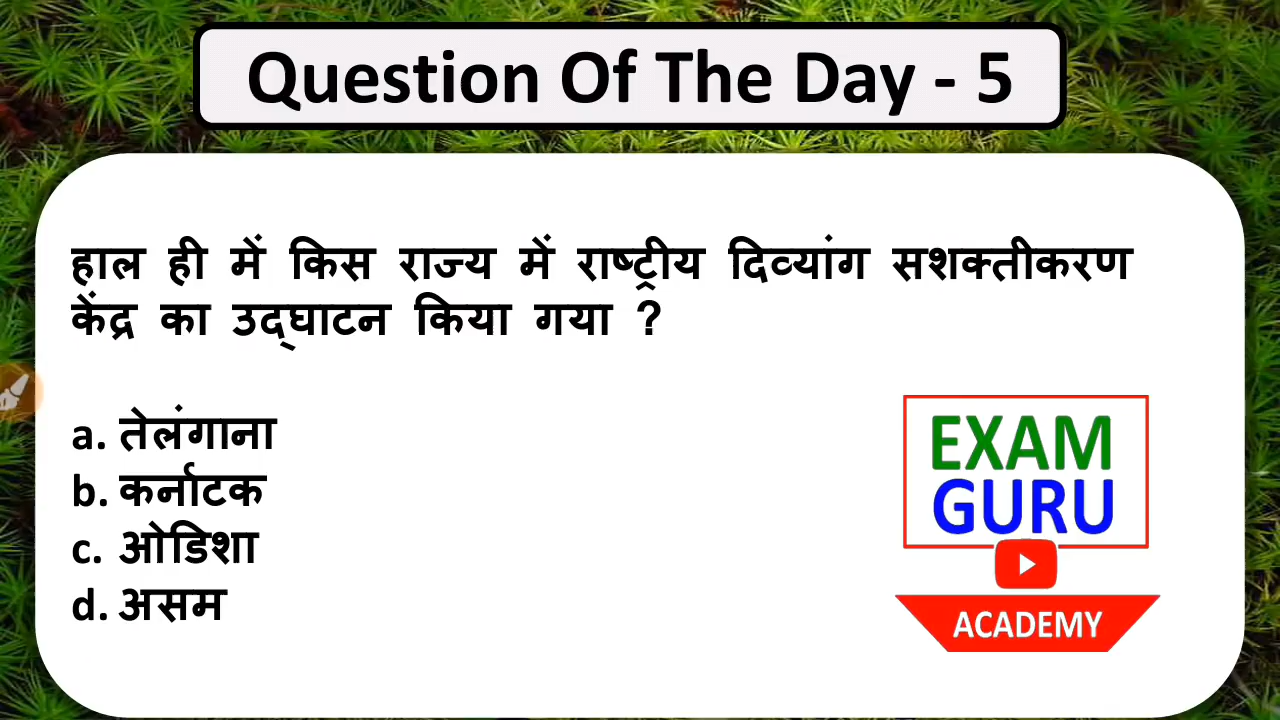 Question Of The Day - 5
हाल ही में किस राज्य में राष्ट्रीय दिव्यांग सशक्तीकरण
केंद्र का उद्घाटन किया गया ?
a. तेलंगाना
b. कर्नाटक
c. ओडिशा
d. असम
EXAM
GURU
ACADEMY